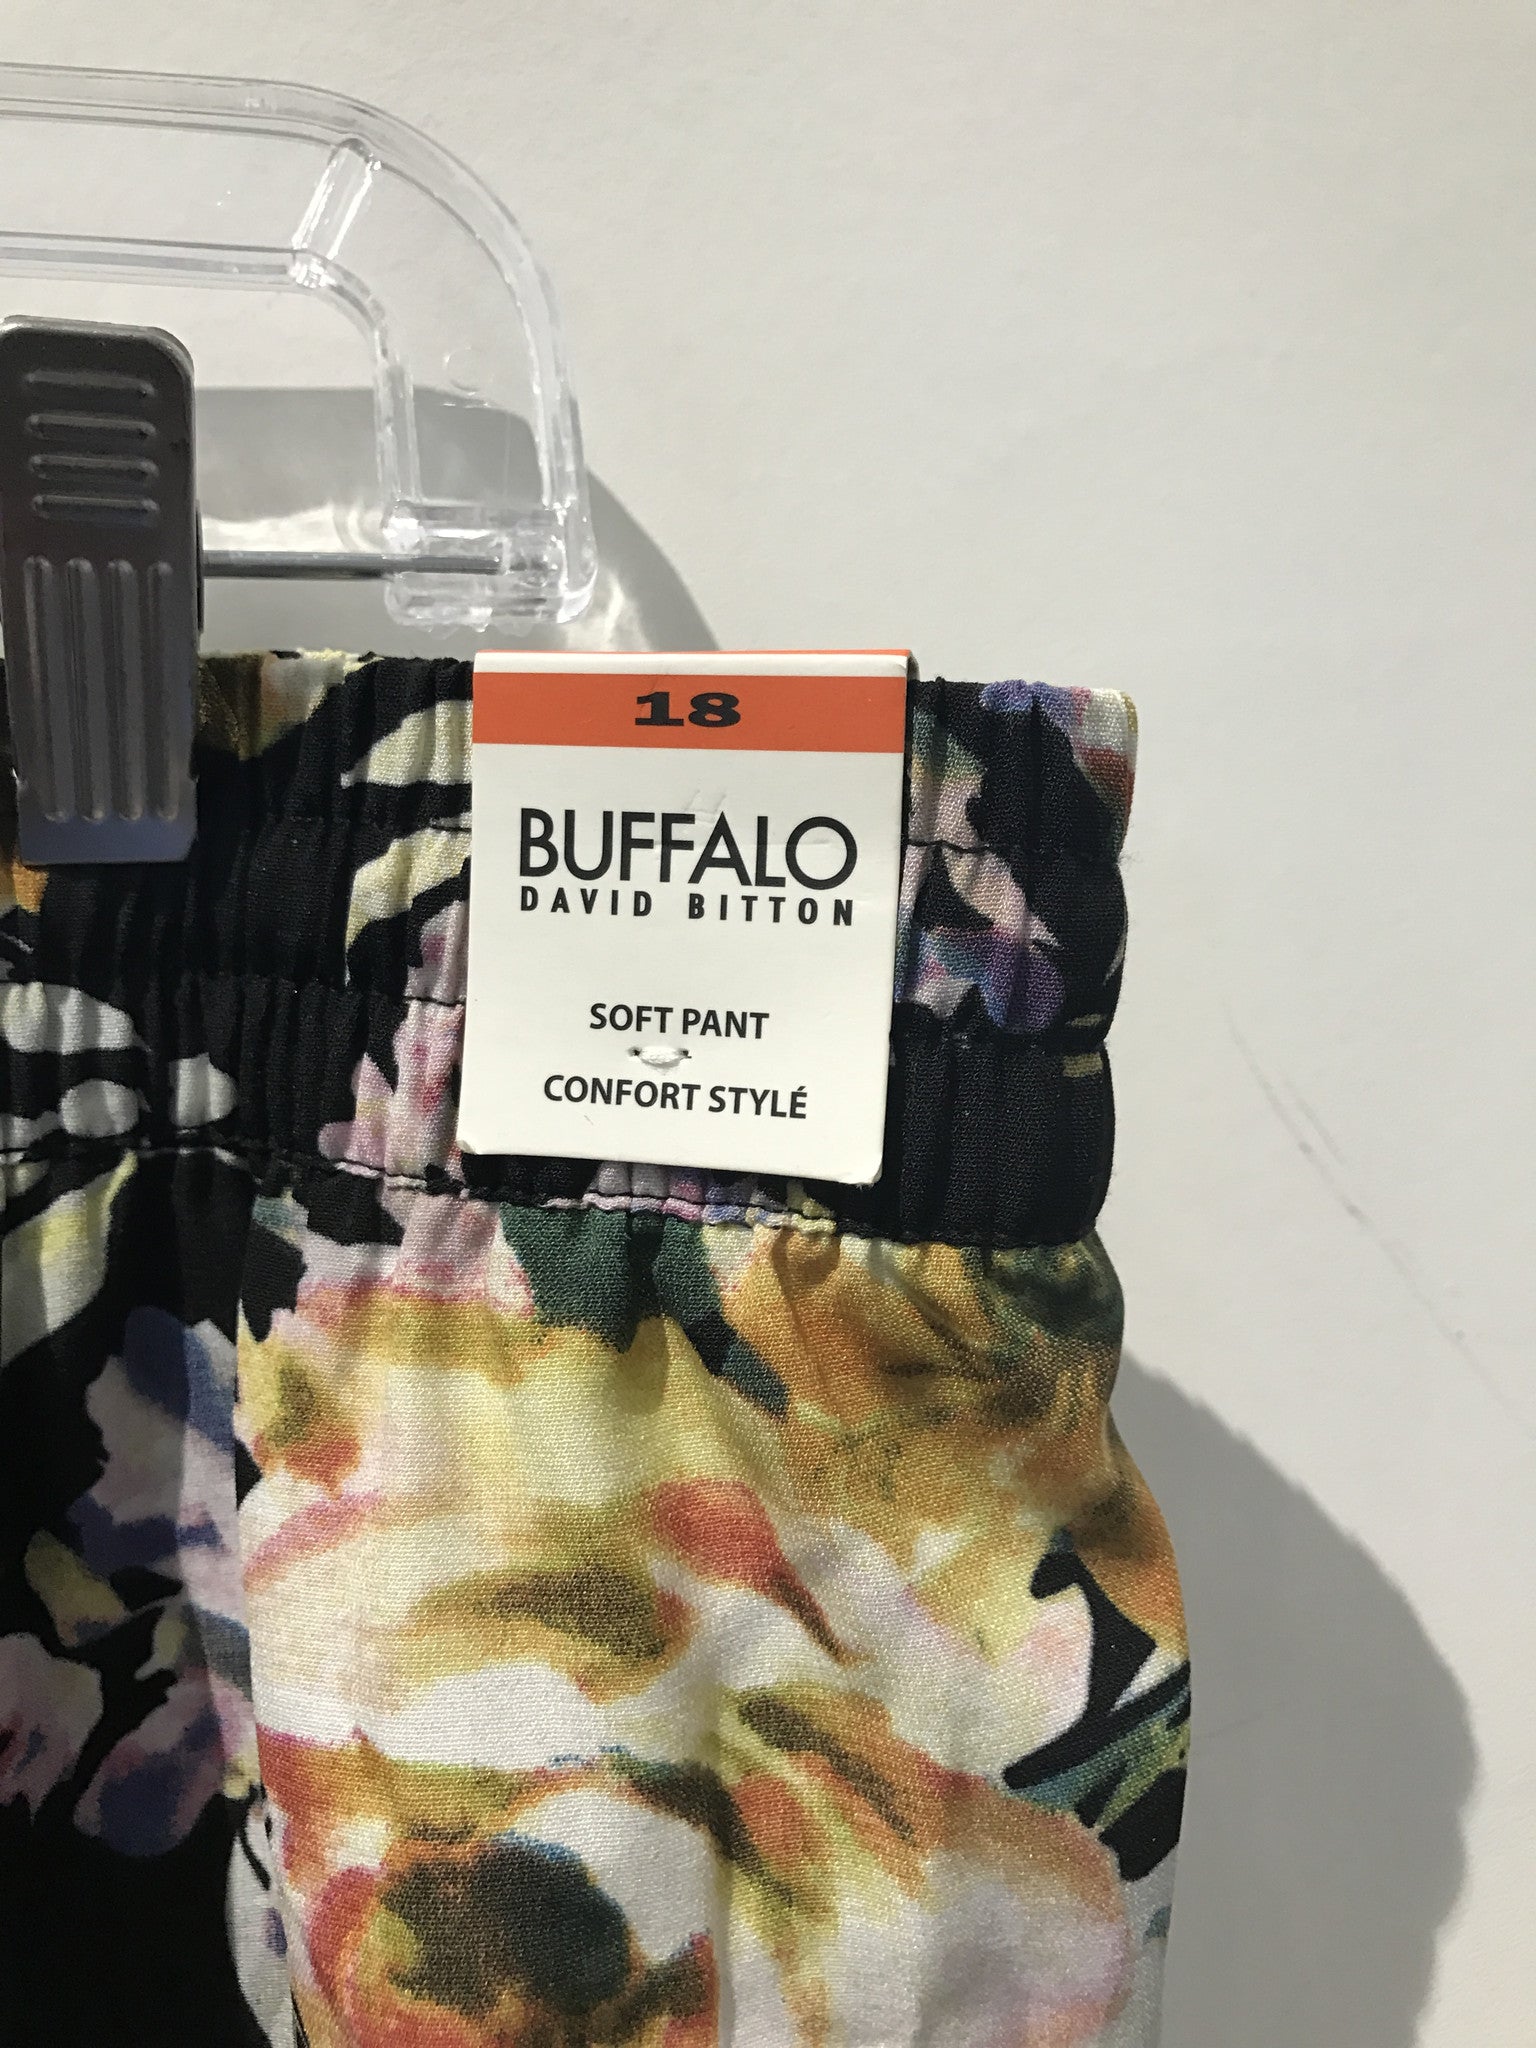 18
BUFFALO
DAVID BITTON
SOFT PANT
CONFORT STYLÉ